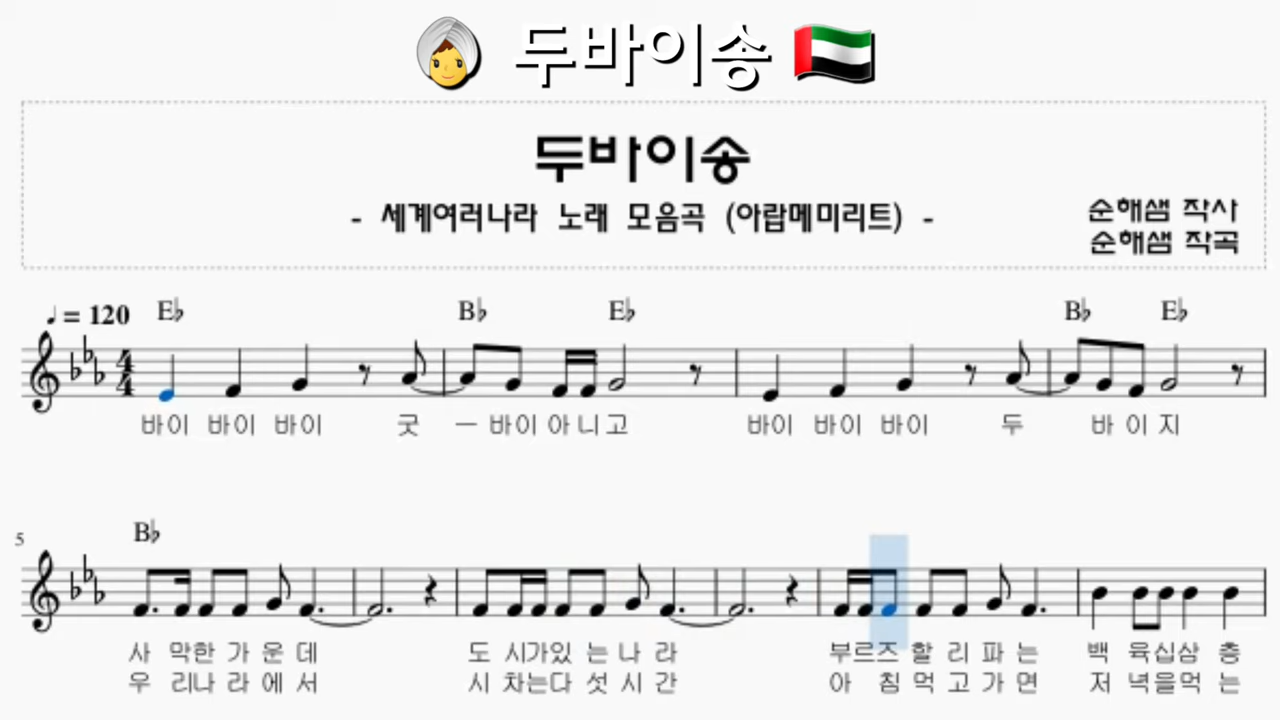 두바이송
두바이송
- 세계여러나라 노래 모음곡 (아랍메미리트) -
순해샘 작사
순해샘 작곡
♩ = 120 E♭ B♭ E♭ B♭ E♭
4/4
바이 바이 바이 굿 ㅡ 바이 아니고 바이 바이 바이 두 바 이 지
5 B♭
사 막한 가 운 데 도 시가있 는 나 라 부르즈 할 리 파 는 백 육십삼 층
우 리나 라 에 서 시 차는다 섯 시 간 아 침 먹 고 가 면 저 녁을먹 는